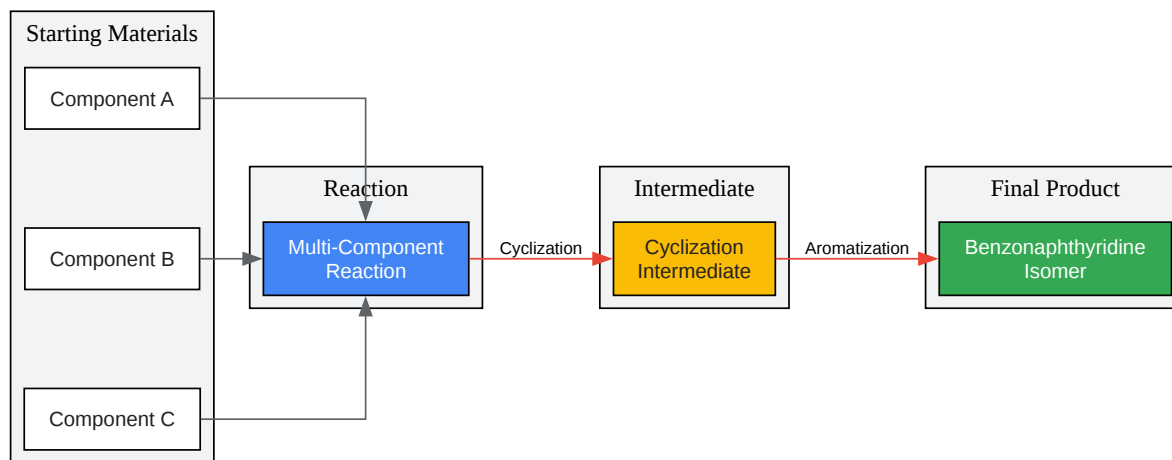 Starting Materials
Component A
Component B
Component C
Reaction
Multi-Component
Reaction
Cyclization
Intermediate
Cyclization
Intermediate
Aromatization
Final Product
Benzonaphthyridine
Isomer